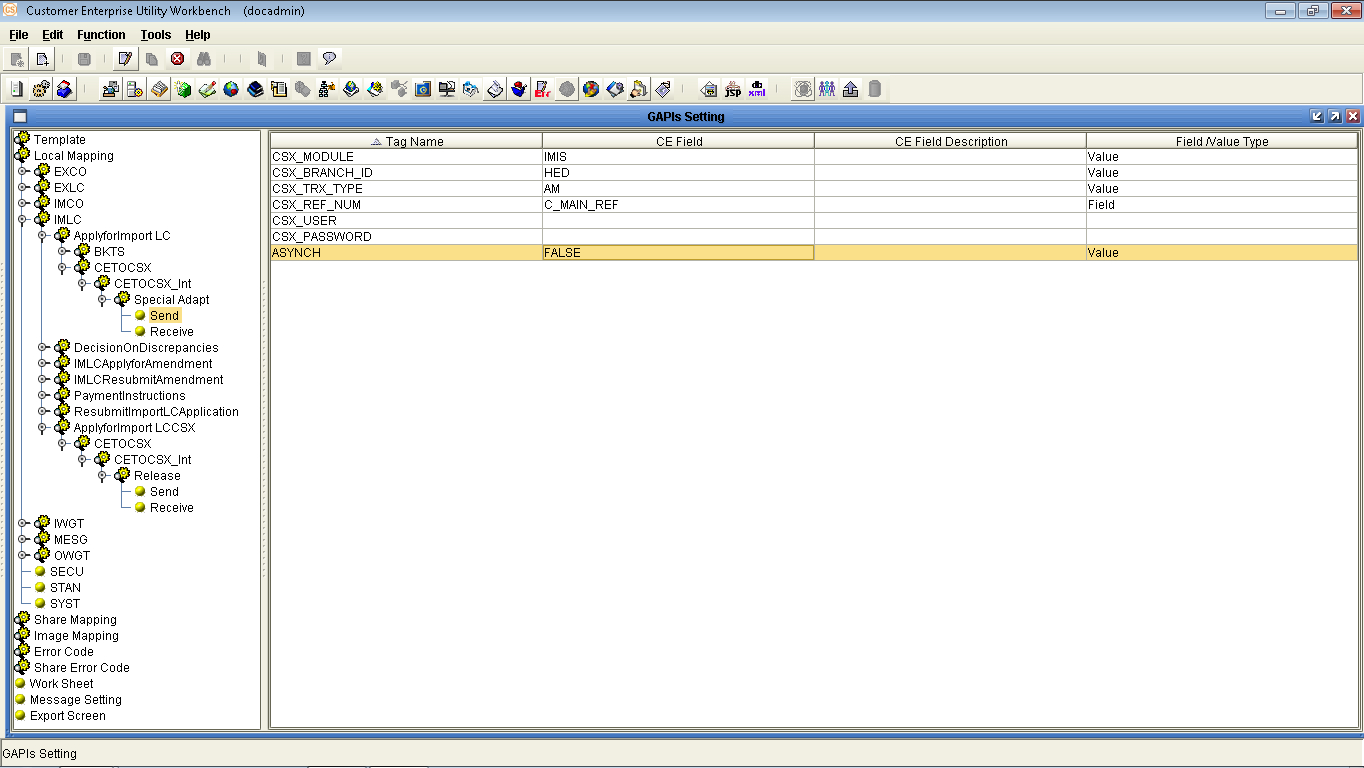 Customer Enterprise Utility Workbench (docadmin)
File Edit Function Tools Help
jsp xml
GAPIs Setting
Template
Local Mapping
EXCO
EXLC
IMCO
IMLC
ApplyforImport LC
BKTS
CETOCSX
CETOCSX_Int
Special Adapt
Send
Receive
DecisionOnDiscrepancies
IMLCApplyforAmendment
IMLCResubmitAmendment
PaymentInstructions
ResubmitImportLCApplication
ApplyforImport LCCSX
CETOCSX
CETOCSX_Int
Release
Send
Receive
IWGT
MESG
OWGT
SECU
STAN
SYST
Share Mapping
Image Mapping
Error Code
Share Error Code
Work Sheet
Message Setting
Export Screen
Tag Name CE Field CE Field Description Field /Value Type
CSX_MODULE IMIS Value
CSX_BRANCH_ID HED Value
CSX_TRX_TYPE AM Value
CSX_REF_NUM C_MAIN_REF Field
CSX_USER
CSX_PASSWORD
ASYNCH FALSE Value
GAPIs Setting